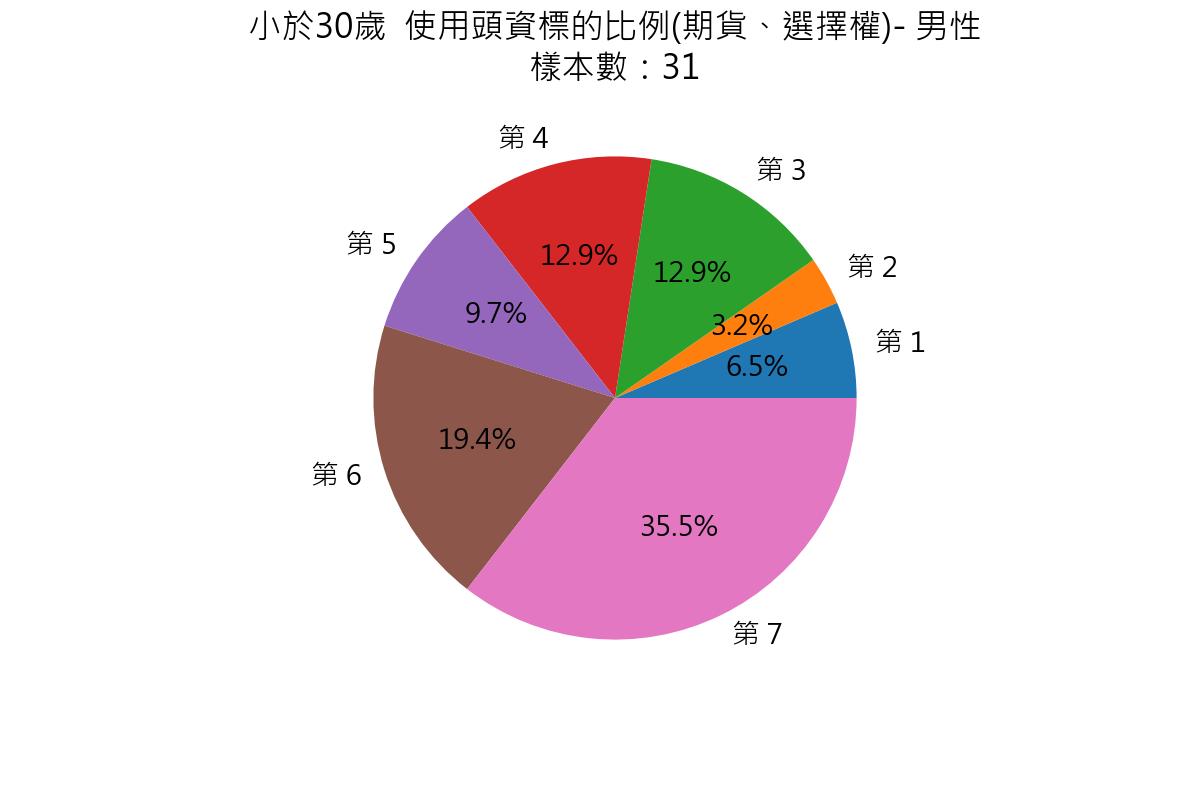 小於30歲 使用頭資標的比例(期貨、選擇權)- 男性
樣本數：31
第 4
第 3
第 5
第 2
12.9%
12.9%
9.7%
3.2%
第 1
6.5%
19.4%
第 6
35.5%
第 7